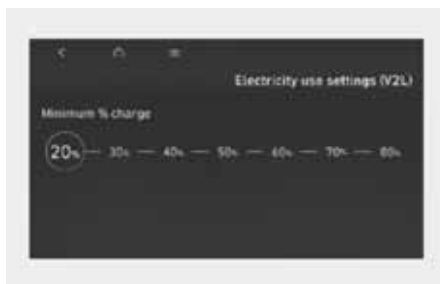 Electricity use settings (V2L)
Minimum % charge
20% 30% 40% 50% 60% 70% 80%